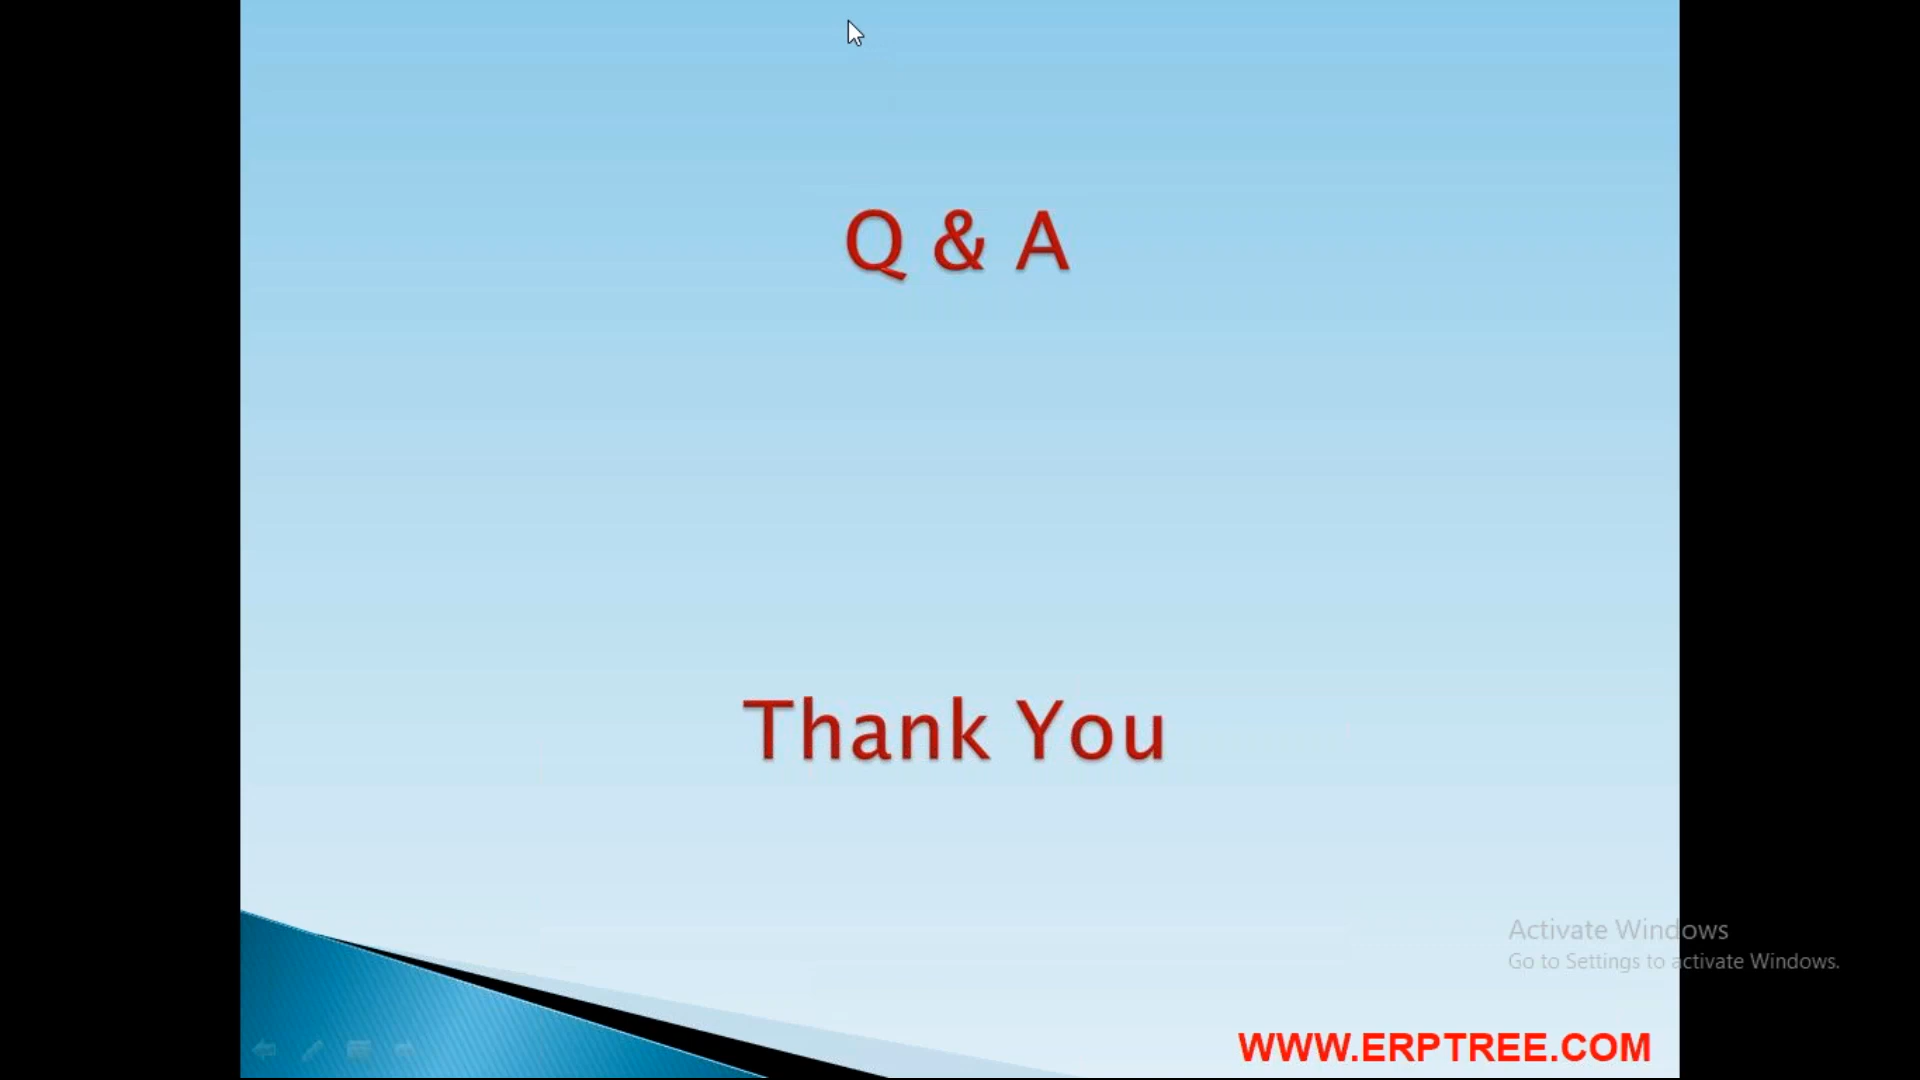 Q & A
Thank You
Activate Windows
Go to Settings to activate Windows.
WWW.ERPTREE.COM